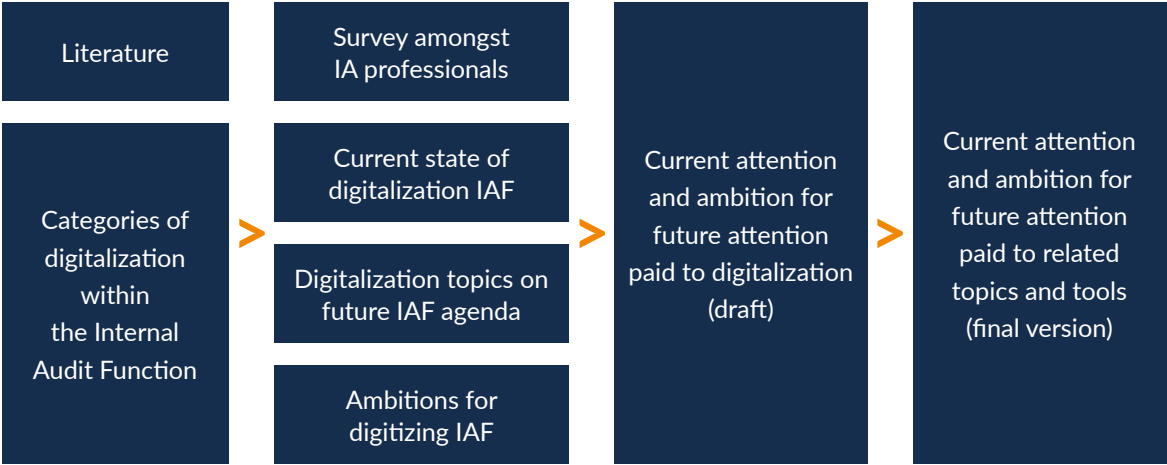 Literature
Categories of
digitalization
within
the Internal
Audit Function
>
Survey amongst
IA professionals
Current state of
digitalization IAF
Digitalization topics on
future IAF agenda
Ambitions for
digitizing IAF
>
Current attention
and ambition for
future attention
paid to digitalization
(draft)
>
Current attention
and ambition for
future attention
paid to related
topics and tools
(final version)